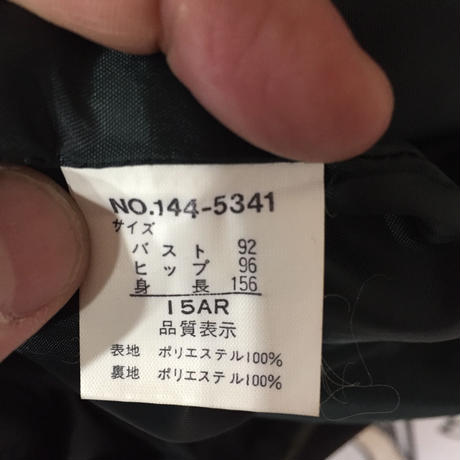 NO.144-5341
サイズ
バスト 92
ヒップ 96
身長 156
15AR
品質表示
表地 ポリエステル100%
裏地 ポリエステル100%